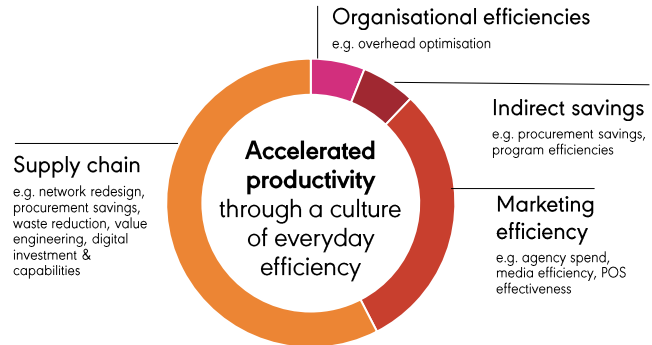 Organisational efficiencies
e.g. overhead optimisation
Indirect savings
e.g. procurement savings,
program efficiencies
Marketing
efficiency
e.g. agency spend,
media efficiency, POS
effectiveness
Supply chain
e.g. network redesign,
procurement savings,
waste reduction, value
engineering, digital
investment &
capabilities
Accelerated
productivity
through a culture
of everyday
efficiency